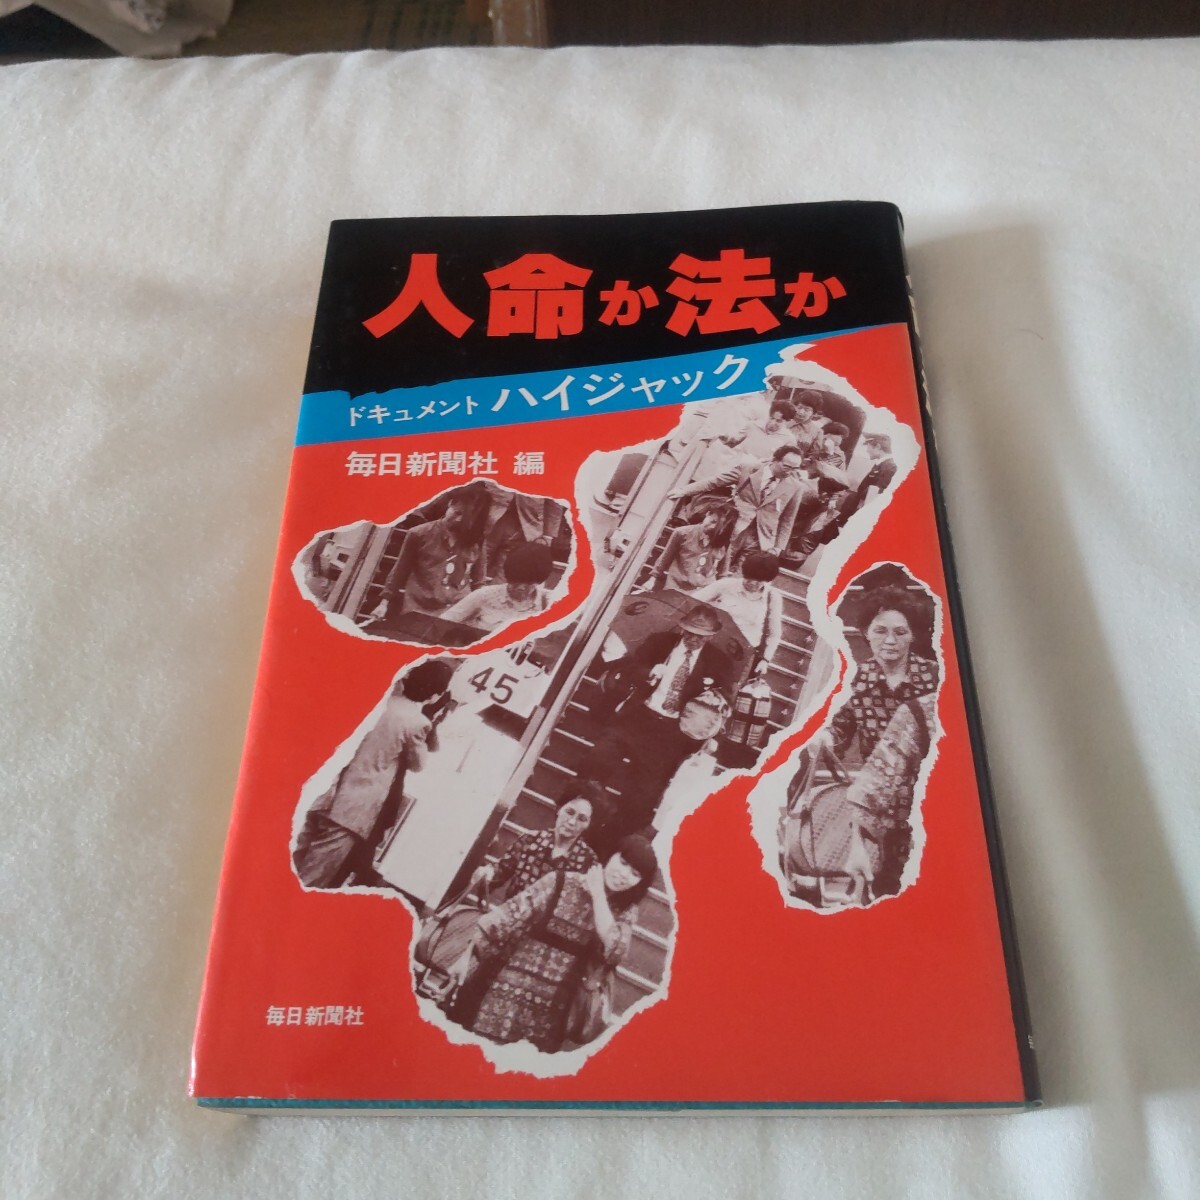 人命か法か
ドキュメント ハイジャック
毎日新聞社 編
45
毎日新聞社